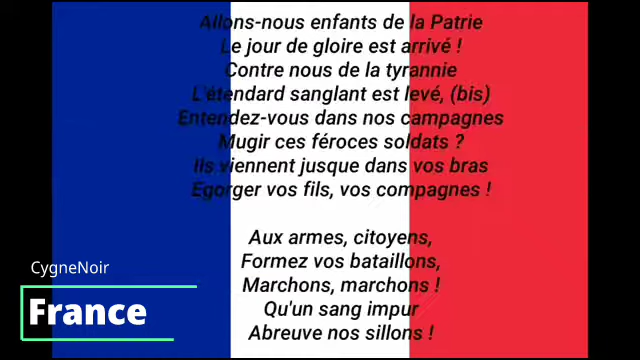 Allons-nous enfants de la Patrie
Le jour de gloire est arrivé !
Contre nous de la tyrannie
L'étendard sanglant est levé, (bis)
Entendez-vous dans nos campagnes
Mugir ces féroces soldats ?
Ils viennent jusque dans vos bras
Egorger vos fils, vos compagnes !
Aux armes, citoyens,
Formez vos bataillons,
Marchons, marchons !
Qu'un sang impur
Abreuve nos sillons !
CygneNoir
France